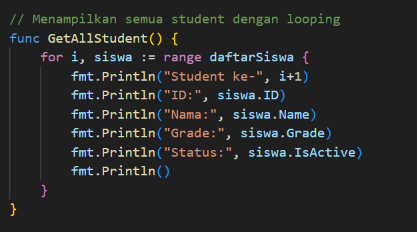 // Menampilkan semua student dengan looping
func GetAllStudent() {
    for i, siswa := range daftarSiswa {
        fmt.Println("Student ke-", i+1)
        fmt.Println("ID:", siswa.ID)
        fmt.Println("Nama:", siswa.Name)
        fmt.Println("Grade:", siswa.Grade)
        fmt.Println("Status:", siswa.IsActive)
        fmt.Println()
    }
}